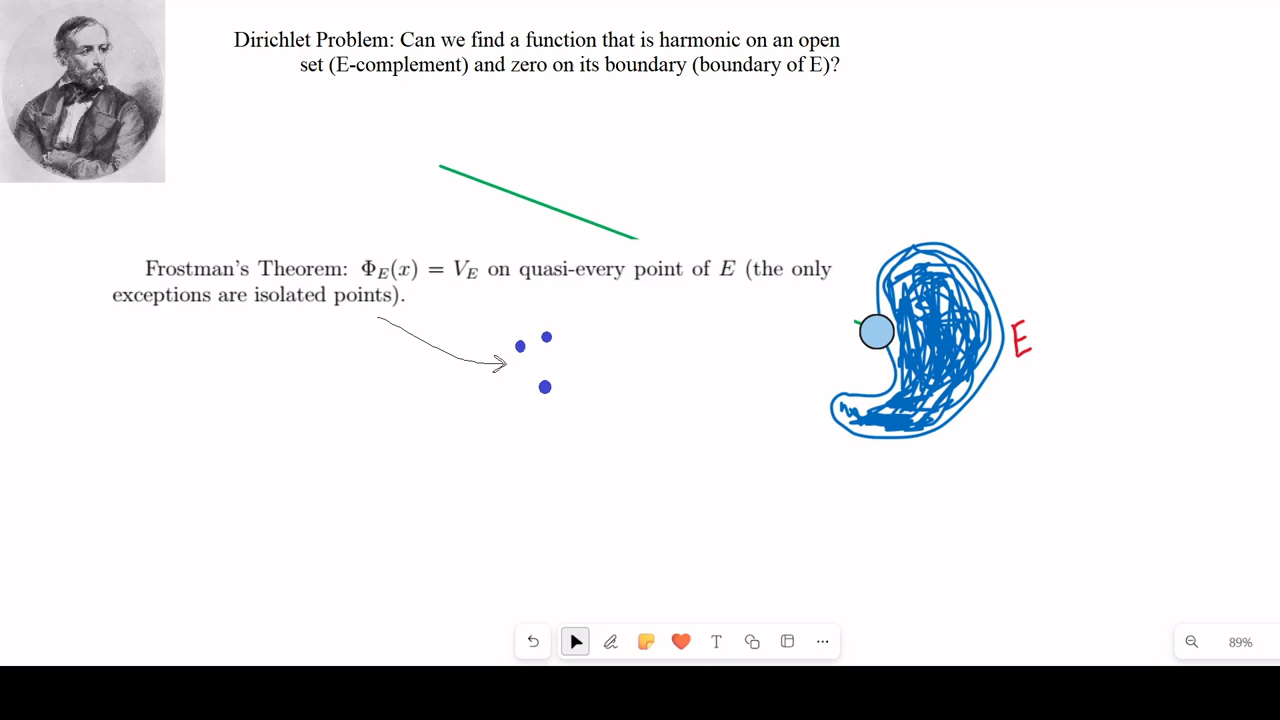 Dirichlet Problem: Can we find a function that is harmonic on an open
set (E-complement) and zero on its boundary (boundary of E)?
Frostman's Theorem: Φ_E(x) = V_E on quasi-every point of E (the only
exceptions are isolated points).
E
T
89%